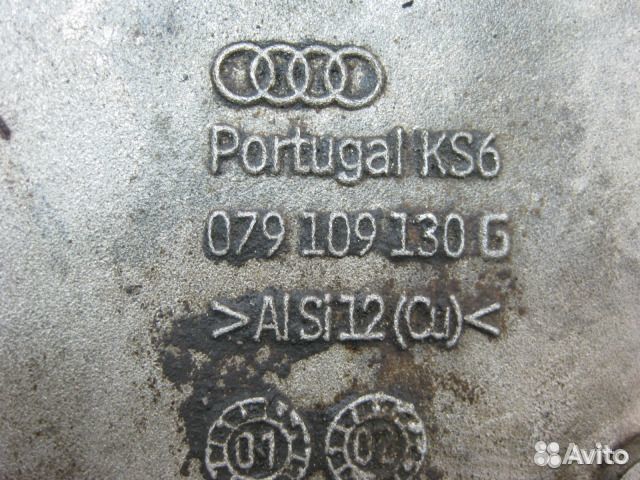 Portugal KS6
079 109 130 G
>AlSi12(Cu)<
01 02
Avito